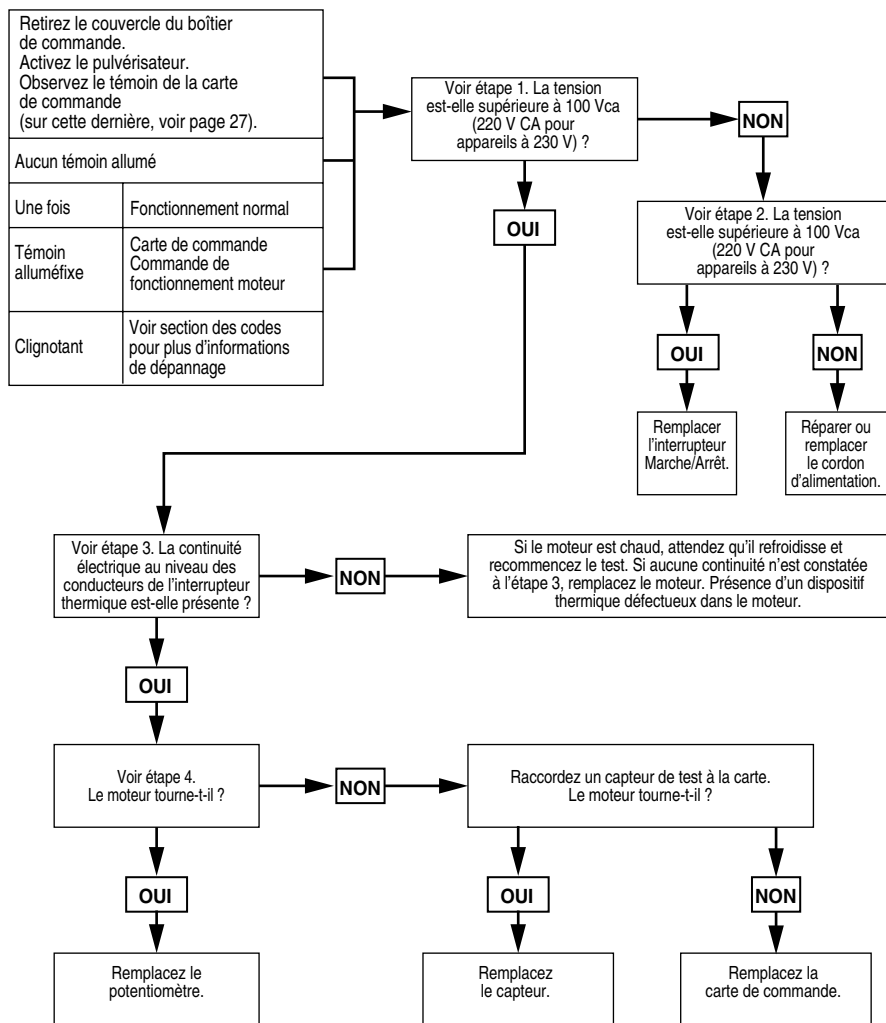 Retirez le couvercle du boîtier
de commande.
Activez le pulvérisateur.
Observez le témoin de la carte
de commande
(sur cette dernière, voir page 27).
Aucun témoin allumé
Une fois
Fonctionnement normal
Témoin
alluméfixe
Carte de commande
Commande de
fonctionnement moteur
Clignotant
Voir section des codes
pour plus d'informations
de dépannage
Voir étape 1. La tension
est-elle supérieure à 100 Vca
(220 V CA pour
appareils à 230 V) ?
NON
OUI
Voir étape 2. La tension
est-elle supérieure à 100 Vca
(220 V CA pour
appareils à 230 V) ?
OUI
NON
Remplacer
l'interrupteur
Marche/Arrêt.
Réparer ou
remplacer
le cordon
d'alimentation.
Voir étape 3. La continuité
électrique au niveau des
conducteurs de l'interrupteur
thermique est-elle présente ?
NON
Si le moteur est chaud, attendez qu'il refroidisse et
recommencez le test. Si aucune continuité n'est constatée
à l'étape 3, remplacez le moteur. Présence d'un dispositif
thermique défectueux dans le moteur.
OUI
Voir étape 4.
Le moteur tourne-t-il ?
NON
Raccordez un capteur de test à la carte.
Le moteur tourne-t-il ?
OUI
OUI
NON
Remplacez le
potentiomètre.
Remplacez
le capteur.
Remplacez la
carte de commande.